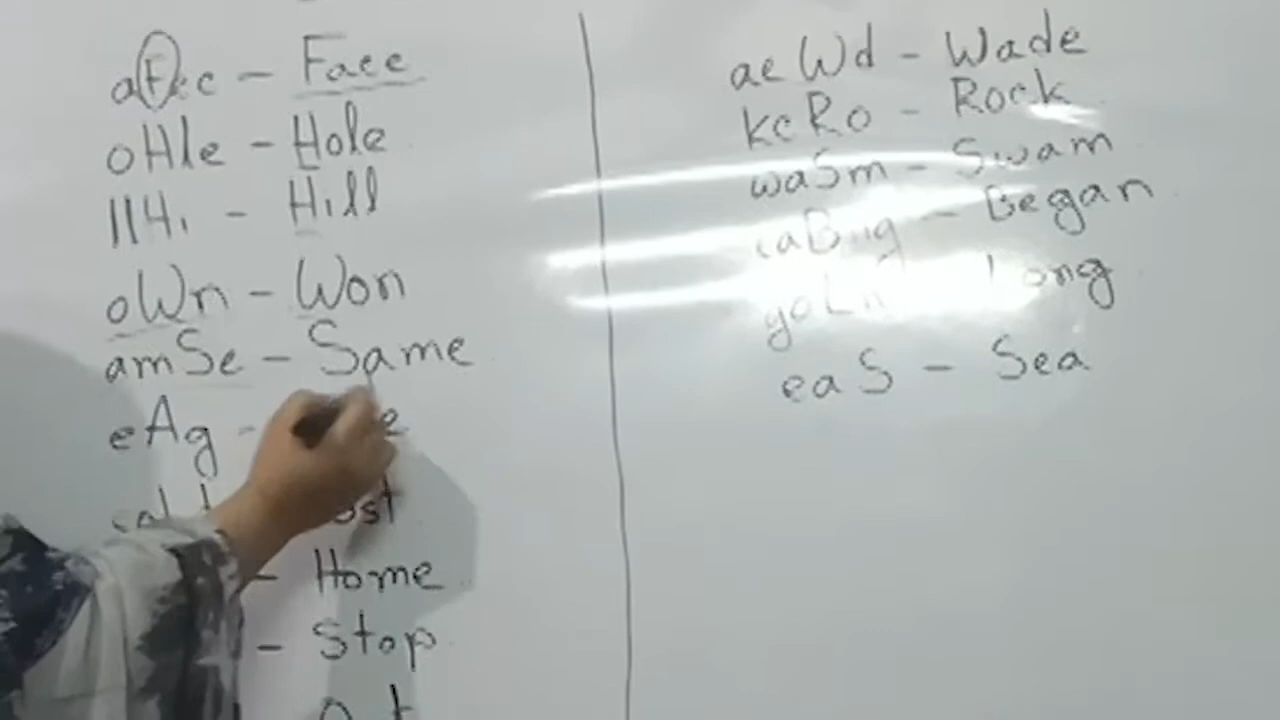 aFec - Face
oHle - Hole
llHi - Hill
oWn - Won
amSe - Same
eAg -
- Home
- Stop
aeWd - Wade
kcRo - Rock
waSm - Swam
- Began
Long
eaS - Sea